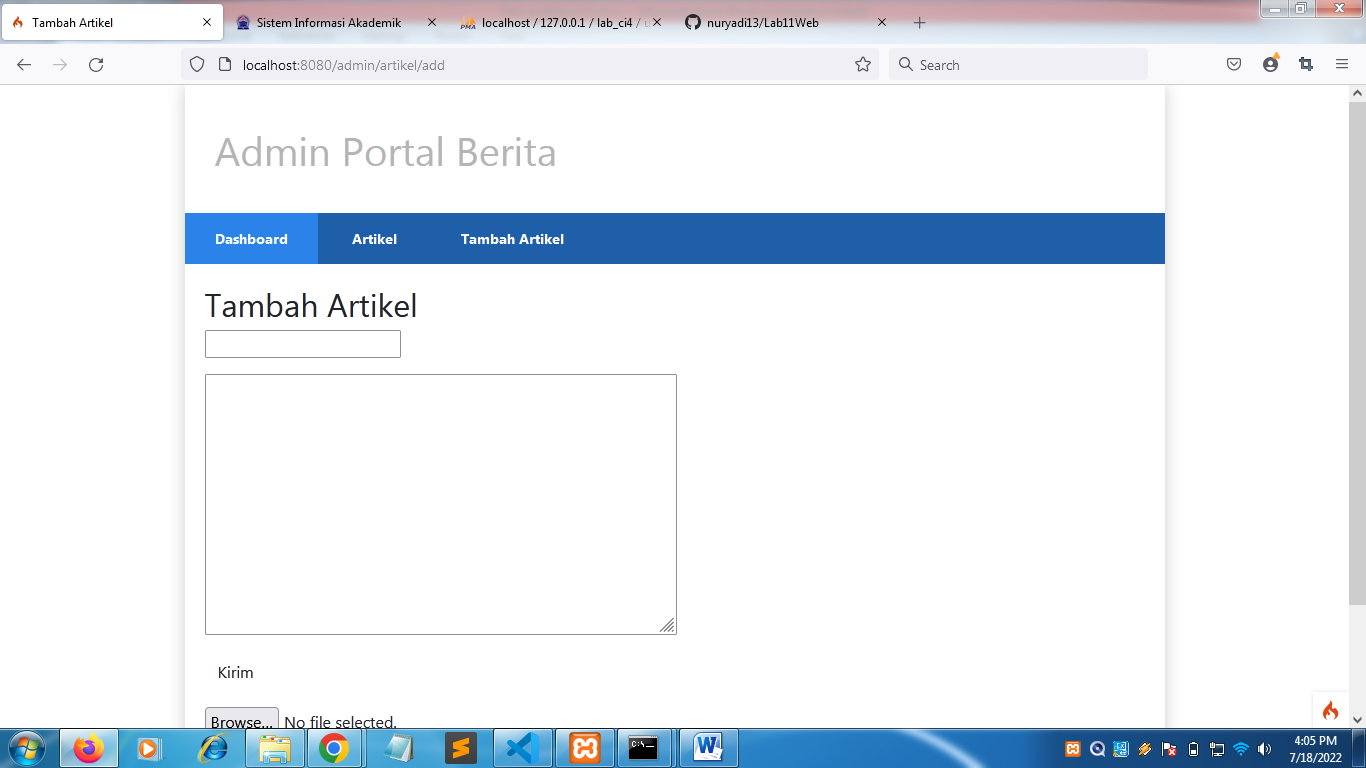 Tambah Artikel
Sistem Informasi Akademik
localhost / 127.0.0.1 / lab_ci4 /
nuryadi13/Lab11Web
localhost:8080/admin/artikel/add
Search
Admin Portal Berita
Dashboard
Artikel
Tambah Artikel
Tambah Artikel
Kirim
Browse...
No file selected.
4:05 PM
7/18/2022